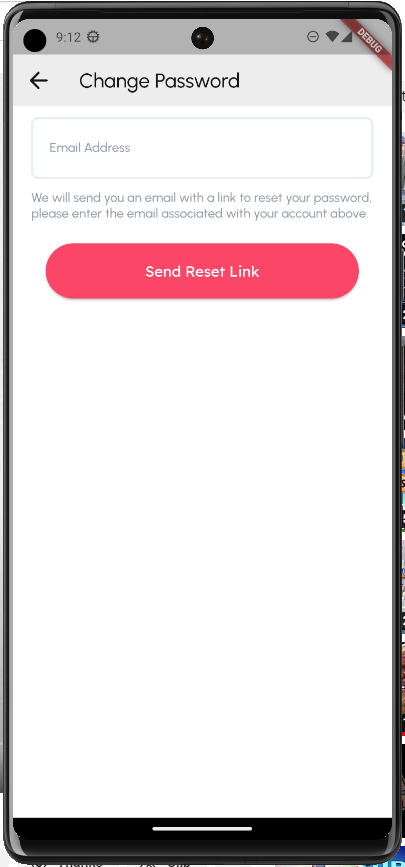 9:12
DEBUG
Change Password
Email Address
We will send you an email with a link to reset your password,
please enter the email associated with your account above.
Send Reset Link